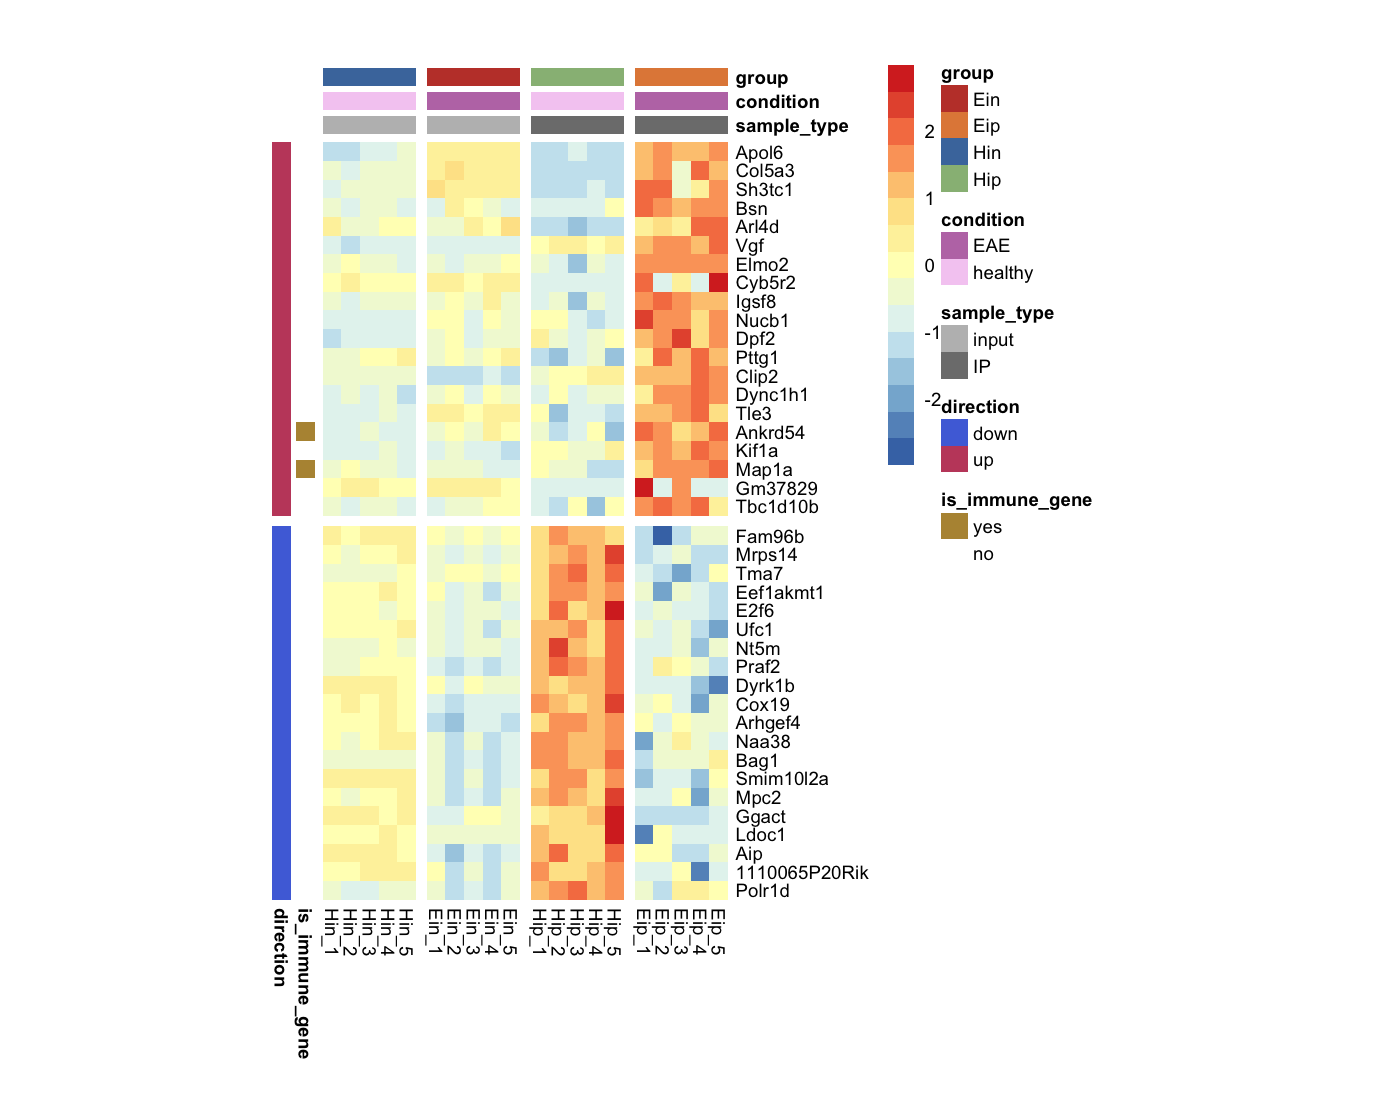 group
condition
sample_type
Apol6
Col5a3
Sh3tc1
Bsn
Arl4d
Vgf
Elmo2
Cyb5r2
Igsf8
Nucb1
Dpf2
Pttg1
Clip2
Dync1h1
Tle3
Ankrd54
Kif1a
Map1a
Gm37829
Tbc1d10b
Fam96b
Mrps14
Tma7
Eef1akmt1
E2f6
Ufc1
Nt5m
Praf2
Dyrk1b
Cox19
Arhgef4
Naa38
Bag1
Smim10l2a
Mpc2
Ggact
Ldoc1
Aip
1110065P20Rik
Polr1d
direction
is_immune_gene
Hin_1
Hin_2
Hin_3
Hin_4
Hin_5
Ein_1
Ein_2
Ein_3
Ein_4
Ein_5
Hip_1
Hip_2
Hip_3
Hip_4
Hip_5
Eip_1
Eip_2
Eip_3
Eip_4
Eip_5
2
1
0
-1
-2
group
Ein
Eip
Hin
Hip
condition
EAE
healthy
sample_type
input
IP
direction
down
up
is_immune_gene
yes
no